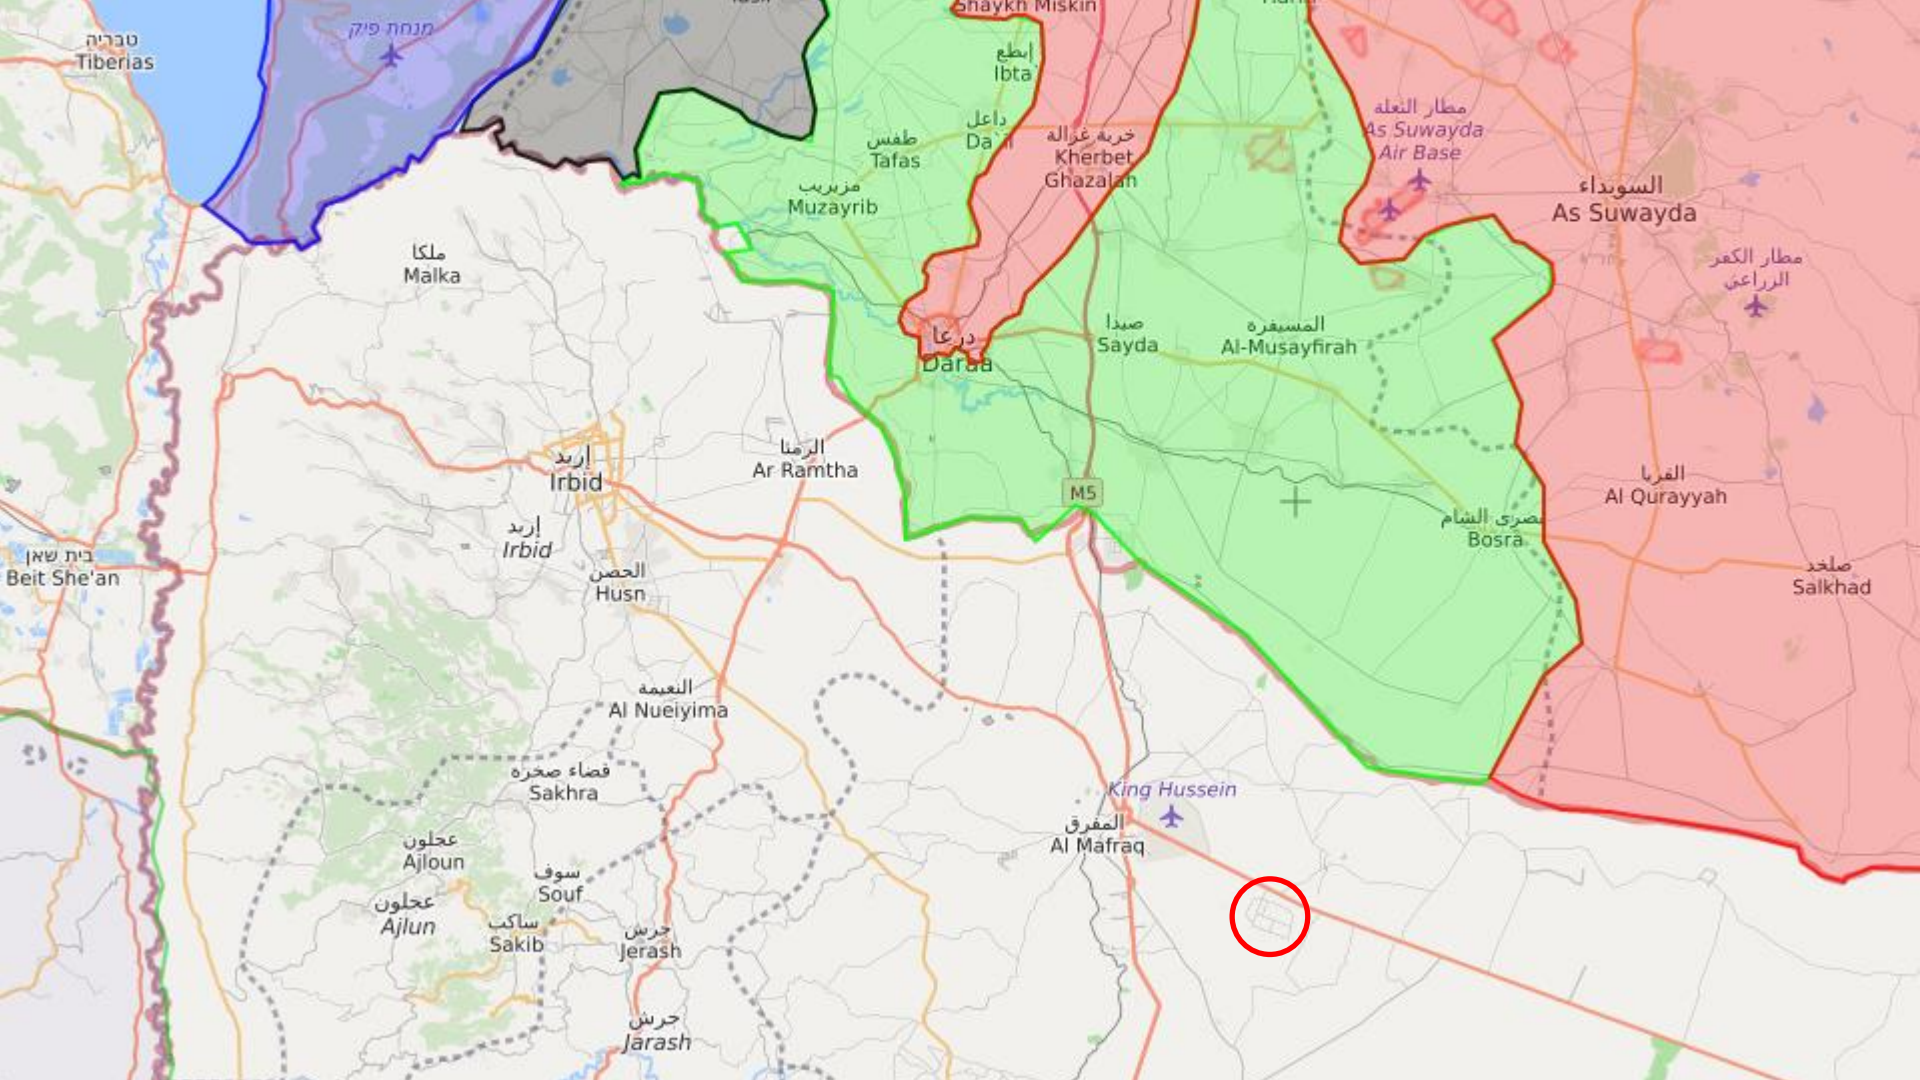 Shaykh Miskin
מנחת פיק
טבריה
Tiberias
إبطع
Ibta
داعل
طفس
Tafas
خربة غزالة
Kherbet
Ghazalah
مطار الثعلة
As Suwayda
Air Base
مزيريب
Muzayrib
السويداء
As Suwayda
ملكا
Malka
مطار الكفر
الزراعي
درعا
Daraa
صيدا
Sayda
المسيفرة
Al-Musayfirah
الرمثا
Ar Ramtha
إربد
Irbid
M5
القريا
Al Qurayyah
بصرى الشام
Bosra
إربد
Irbid
בית שאן
Beit She'an
الحصن
Husn
صلخد
Salkhad
النعيمة
Al Nueiyima
قضاء صخرة
Sakhra
King Hussein
المفرق
Al Mafraq
عجلون
Ajloun
سوف
Souf
عجلون
Ajlun
ساكب
Sakib
جرش
Jerash
جرش
Jarash